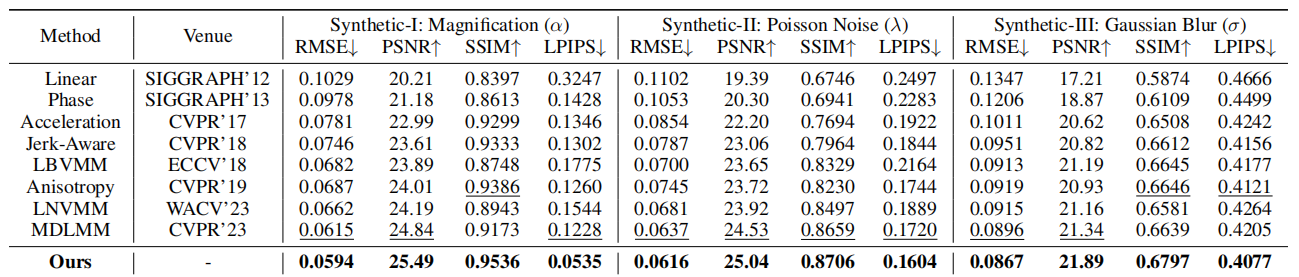 Method Venue Synthetic-I: Magnification (α) Synthetic-II: Poisson Noise (λ) Synthetic-III: Gaussian Blur (σ)
RMSE↓ PSNR↑ SSIM↑ LPIPS↓ RMSE↓ PSNR↑ SSIM↑ LPIPS↓ RMSE↓ PSNR↑ SSIM↑ LPIPS↓
Linear SIGGRAPH'12 0.1029 20.21 0.8397 0.3247 0.1102 19.39 0.6746 0.2497 0.1347 17.21 0.5874 0.4666
Phase SIGGRAPH'13 0.0978 21.18 0.8613 0.1428 0.1053 20.30 0.6941 0.2283 0.1206 18.87 0.6109 0.4499
Acceleration CVPR'17 0.0781 22.99 0.9299 0.1346 0.0854 22.20 0.7694 0.1922 0.1011 20.62 0.6508 0.4242
Jerk-Aware CVPR'18 0.0746 23.61 0.9333 0.1302 0.0787 23.06 0.7964 0.1844 0.0951 20.82 0.6612 0.4156
LBVMM ECCV'18 0.0682 23.89 0.8748 0.1775 0.0700 23.65 0.8329 0.2164 0.0913 21.19 0.6645 0.4177
Anisotropy CVPR'19 0.0687 24.01 0.9386 0.1260 0.0745 23.72 0.8230 0.1744 0.0919 20.93 0.6646 0.4121
LNVMM WACV'23 0.0662 24.19 0.8943 0.1544 0.0681 23.92 0.8497 0.1889 0.0915 21.16 0.6581 0.4264
MDLMM CVPR'23 0.0615 24.84 0.9173 0.1228 0.0637 24.53 0.8659 0.1720 0.0896 21.34 0.6639 0.4205
Ours - 0.0594 25.49 0.9536 0.0535 0.0616 25.04 0.8706 0.1604 0.0867 21.89 0.6797 0.4077